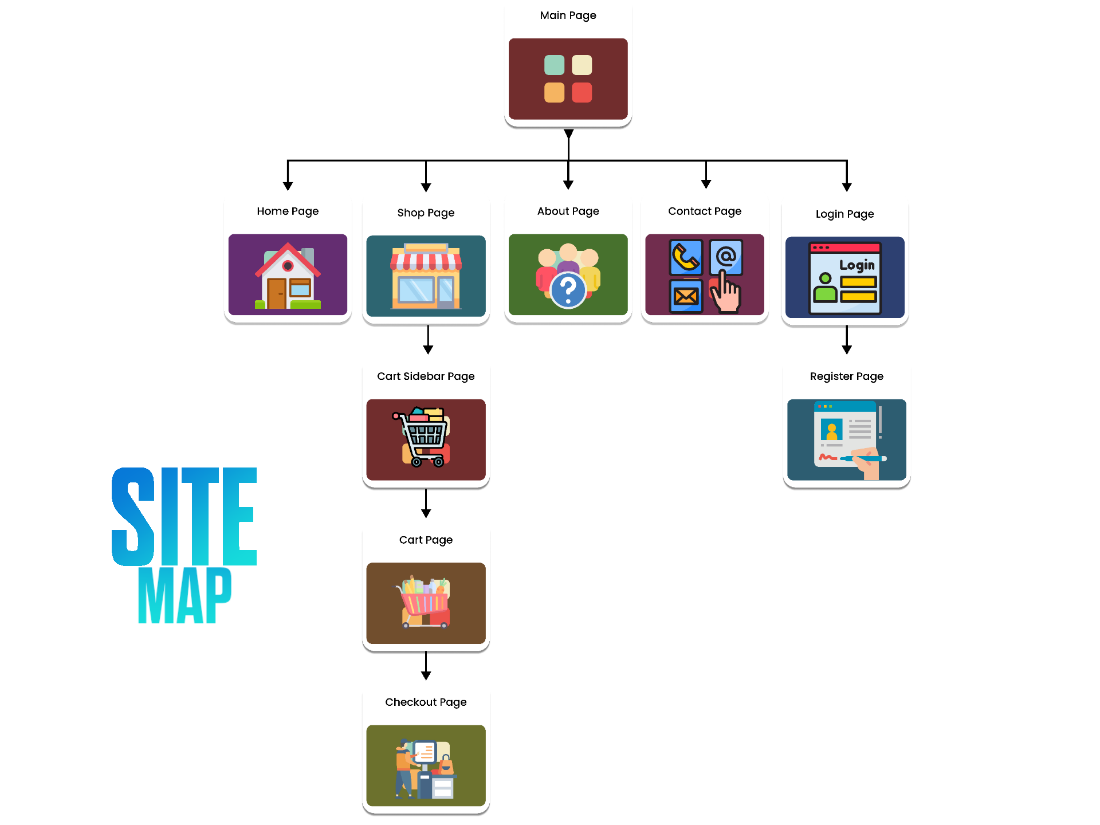 Main Page
Home Page
Shop Page
About Page
Contact Page
Login Page
@
Login
?
Cart Sidebar Page
Register Page
SITE
MAP
Cart Page
Checkout Page